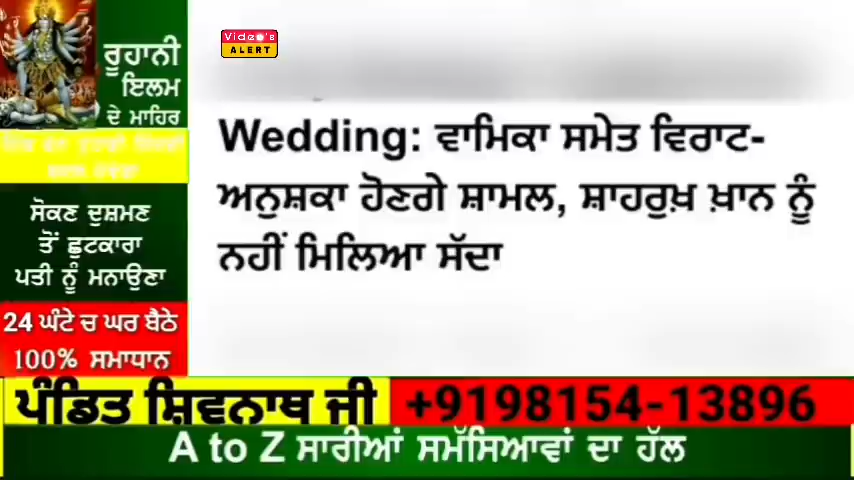 Video's
ALERT
ਰੂਹਾਨੀ
ਇਲਮ
ਦੇ ਮਾਹਿਰ
ਸੋਕਣ ਦੁਸ਼ਮਣ
ਤੋਂ ਛੁਟਕਾਰਾ
ਪਤੀ ਨੂੰ ਮਨਾਉਣਾ
24 ਘੰਟੇ ਚ ਘਰ ਬੈਠੇ
100% ਸਮਾਧਾਨ
Wedding: ਵਾਮਿਕਾ ਸਮੇਤ ਵਿਰਾਟ-
ਅਨੁਸ਼ਕਾ ਹੋਣਗੇ ਸ਼ਾਮਲ, ਸ਼ਾਹਰੁਖ਼ ਖ਼ਾਨ ਨੂੰ
ਨਹੀਂ ਮਿਲਿਆ ਸੱਦਾ
ਪੰਡਿਤ ਸ਼ਿਵਨਾਥ ਜੀ +9198154-13896
A to Z ਸਾਰੀਆਂ ਸਮੱਸਿਆਵਾਂ ਦਾ ਹੱਲ